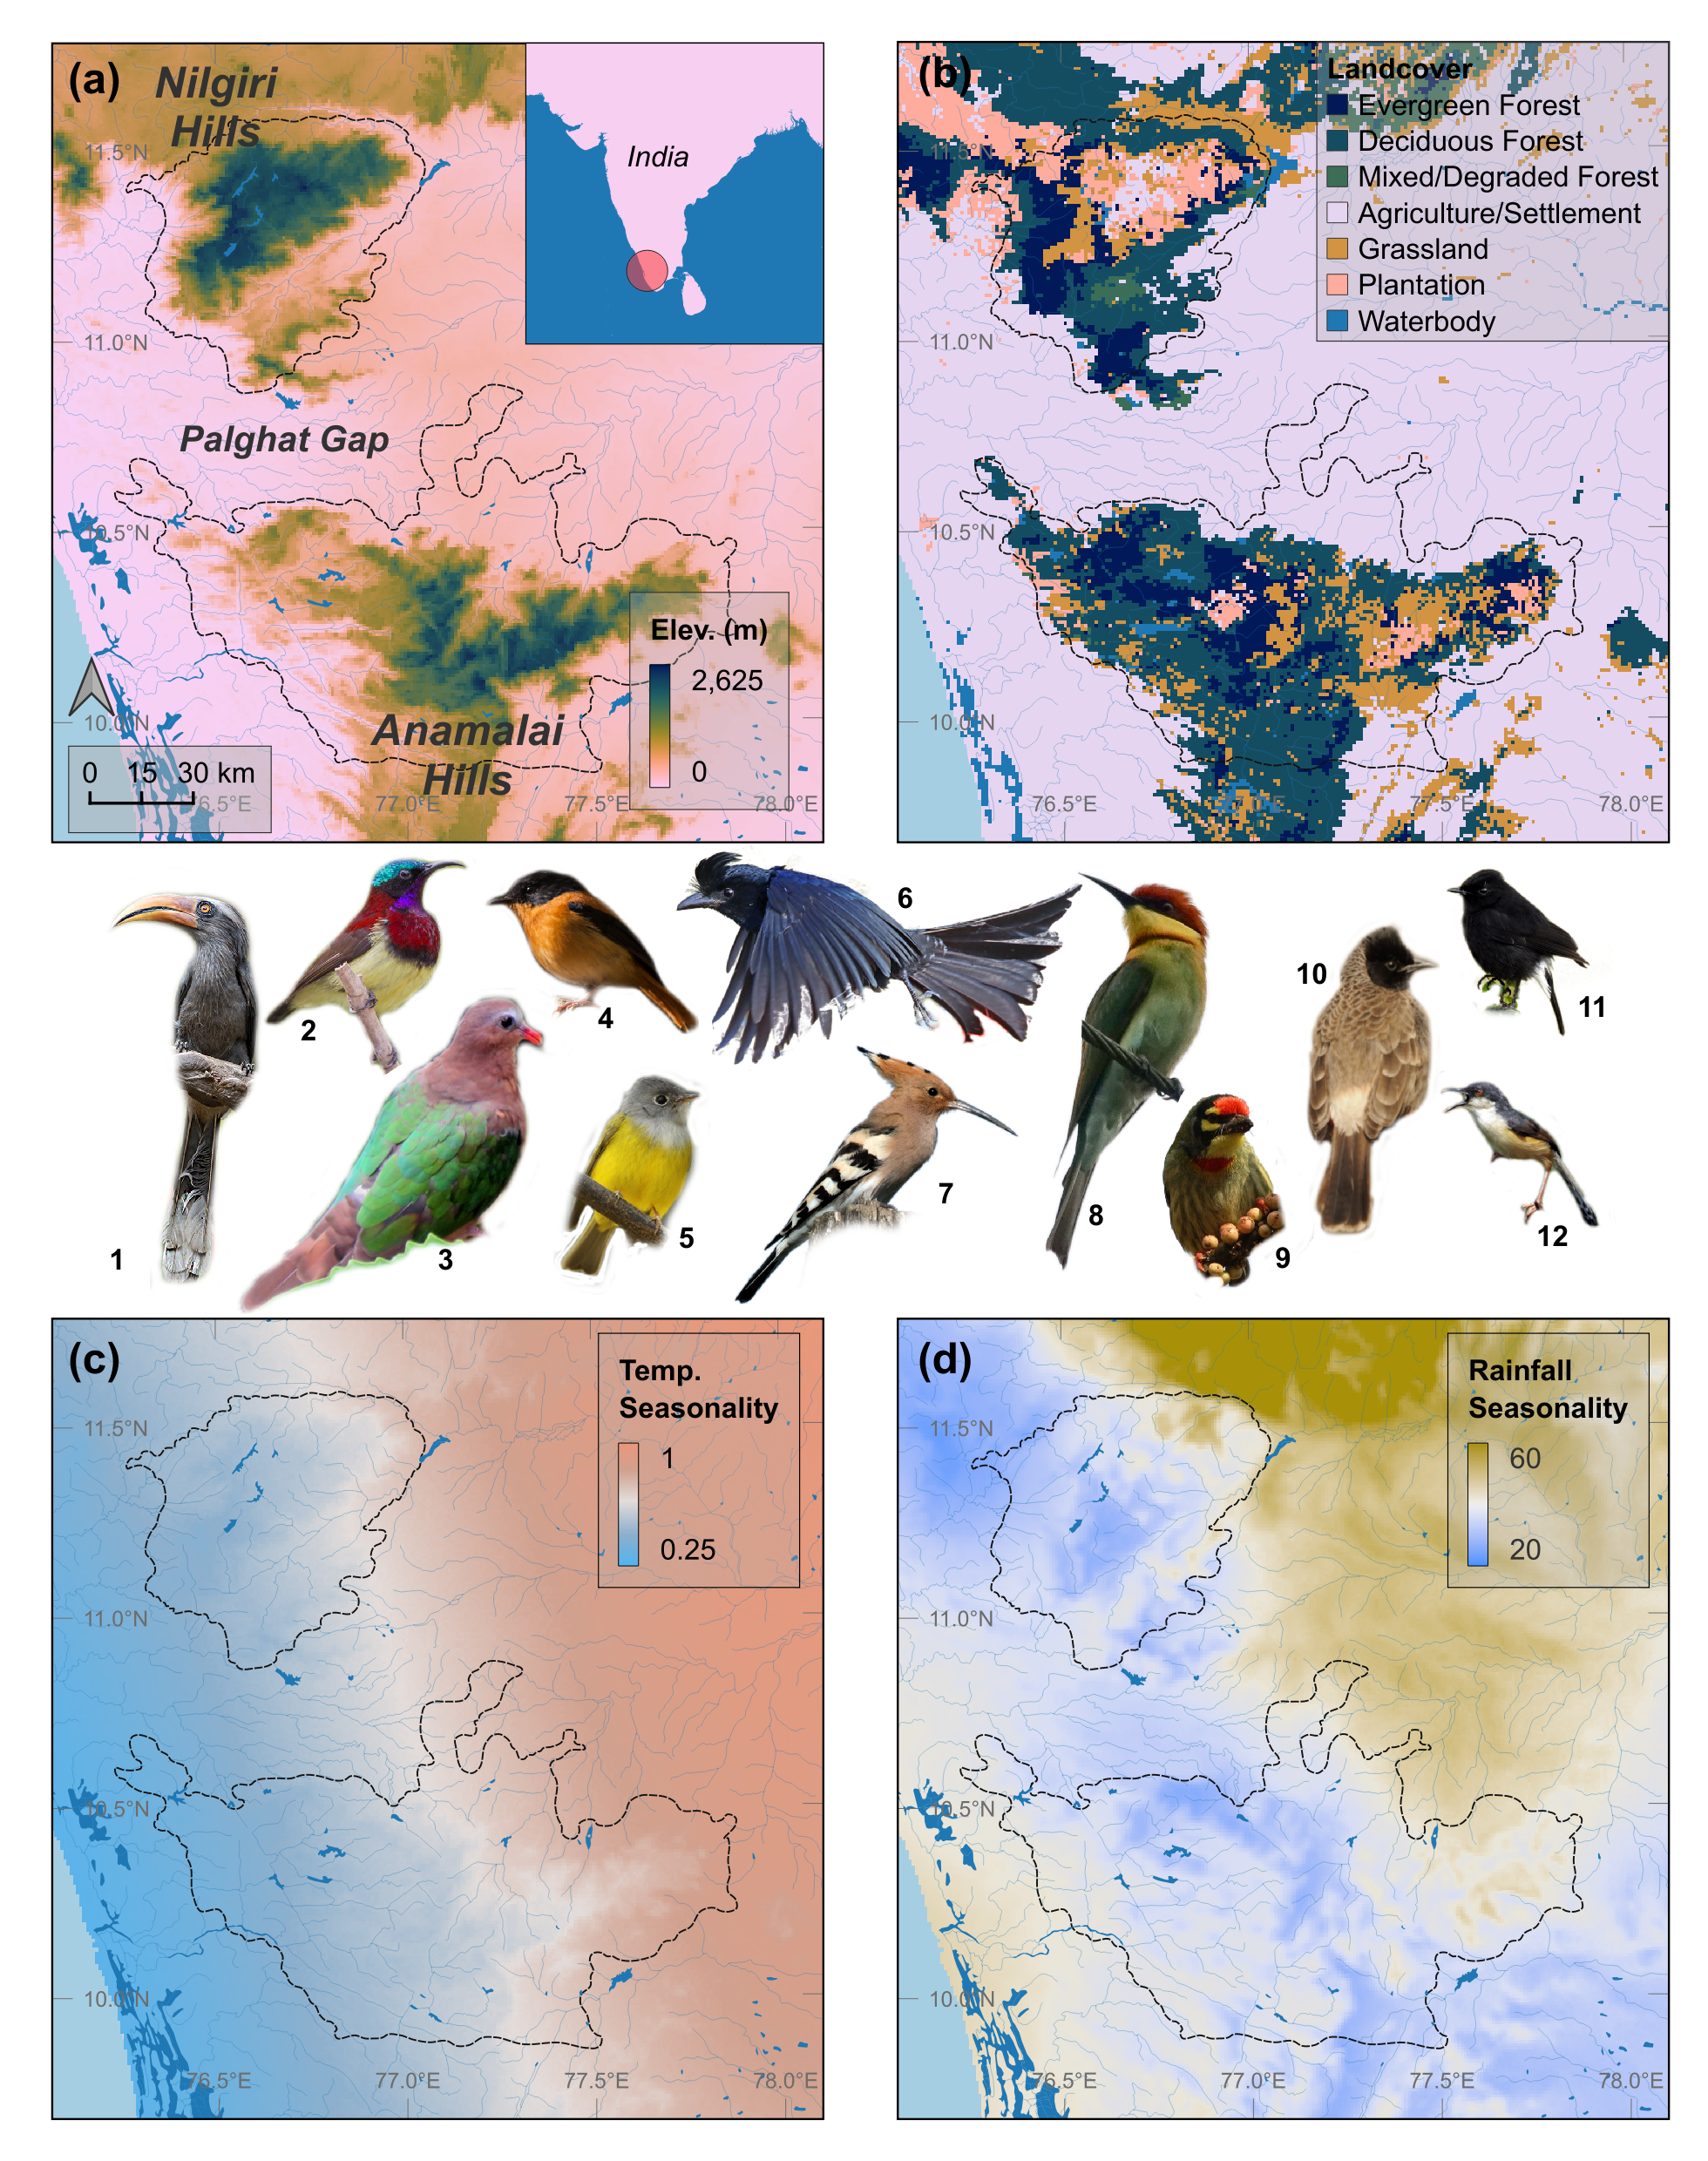 (a)
Nilgiri
Hills
India
11.5°N
11.0°N
Palghat Gap
10.5°N
10.0°N
Anamalai
Hills
Elev. (m)
2,625
0
0 15 30 km
76.5°E 77.0°E 77.5°E 78.0°E
(b)
Landcover
Evergreen Forest
Deciduous Forest
Mixed/Degraded Forest
Agriculture/Settlement
Grassland
Plantation
Waterbody
11.5°N
11.0°N
10.5°N
10.0°N
76.5°E 77.0°E 77.5°E 78.0°E
1
2
3
4
5
6
7
8
9
10
11
12
(c)
Temp.
Seasonality
1
0.25
11.5°N
11.0°N
10.5°N
10.0°N
76.5°E 77.0°E 77.5°E 78.0°E
(d)
Rainfall
Seasonality
60
20
11.5°N
11.0°N
10.5°N
10.0°N
76.5°E 77.0°E 77.5°E 78.0°E